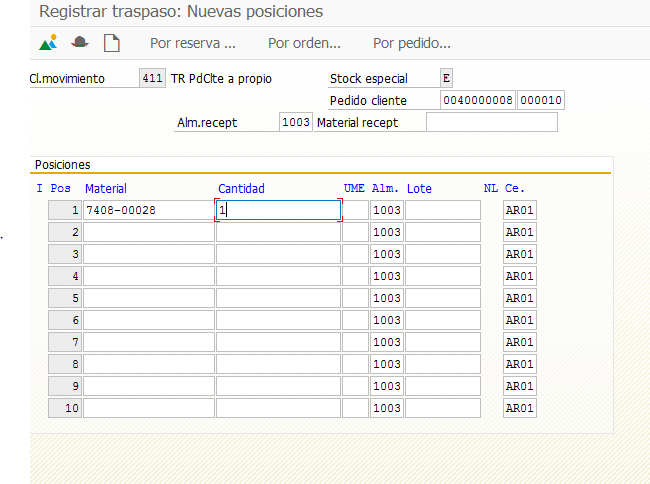 Registrar traspaso: Nuevas posiciones
Por reserva ... Por orden... Por pedido...
Cl.movimiento 411 TR PdClte a propio Stock especial E
Pedido cliente 0040000008 000010
Alm.recept 1003 Material recept
Posiciones
I Pos Material Cantidad UME Alm. Lote NL Ce.
1 7408-00028 1 1003 AR01
2 1003 AR01
3 1003 AR01
4 1003 AR01
5 1003 AR01
6 1003 AR01
7 1003 AR01
8 1003 AR01
9 1003 AR01
10 1003 AR01